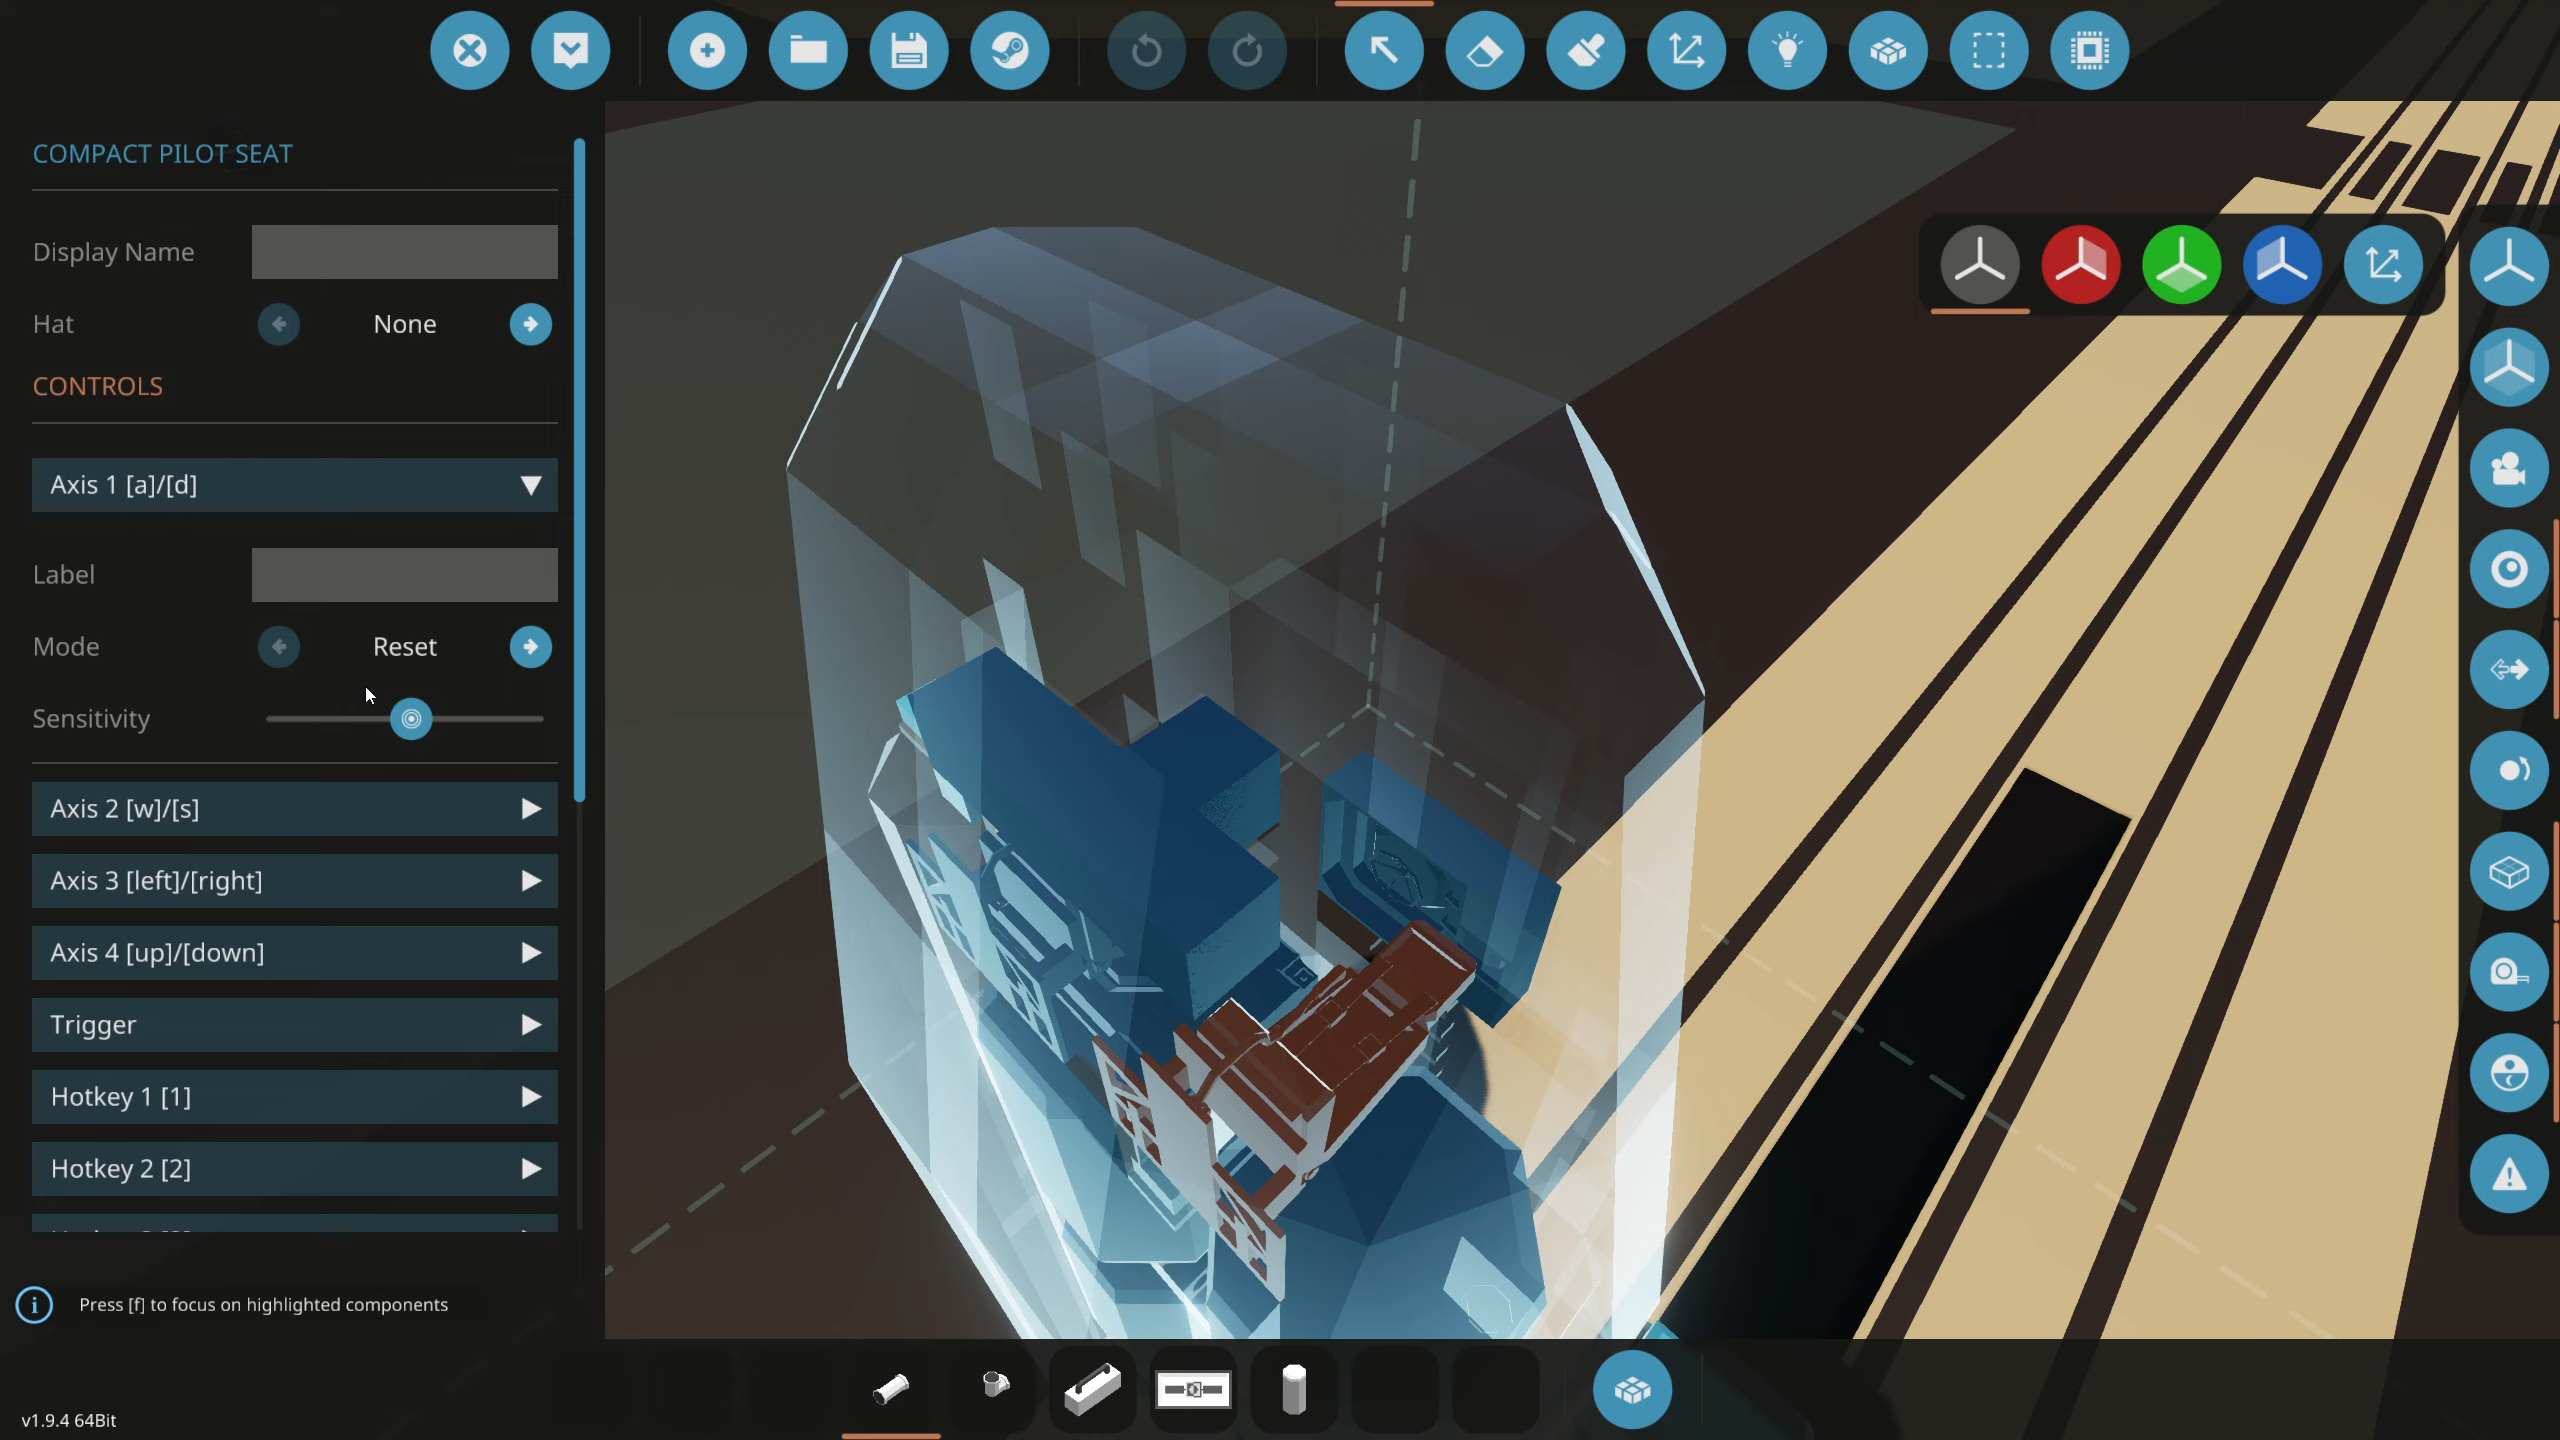 COMPACT PILOT SEAT
Display Name
Hat None
CONTROLS
Axis 1 [a]/[d]
Label
Mode Reset
Sensitivity
Axis 2 [w]/[s]
Axis 3 [left]/[right]
Axis 4 [up]/[down]
Trigger
Hotkey 1 [1]
Hotkey 2 [2]
Press [f] to focus on highlighted components
v1.9.4 64Bit